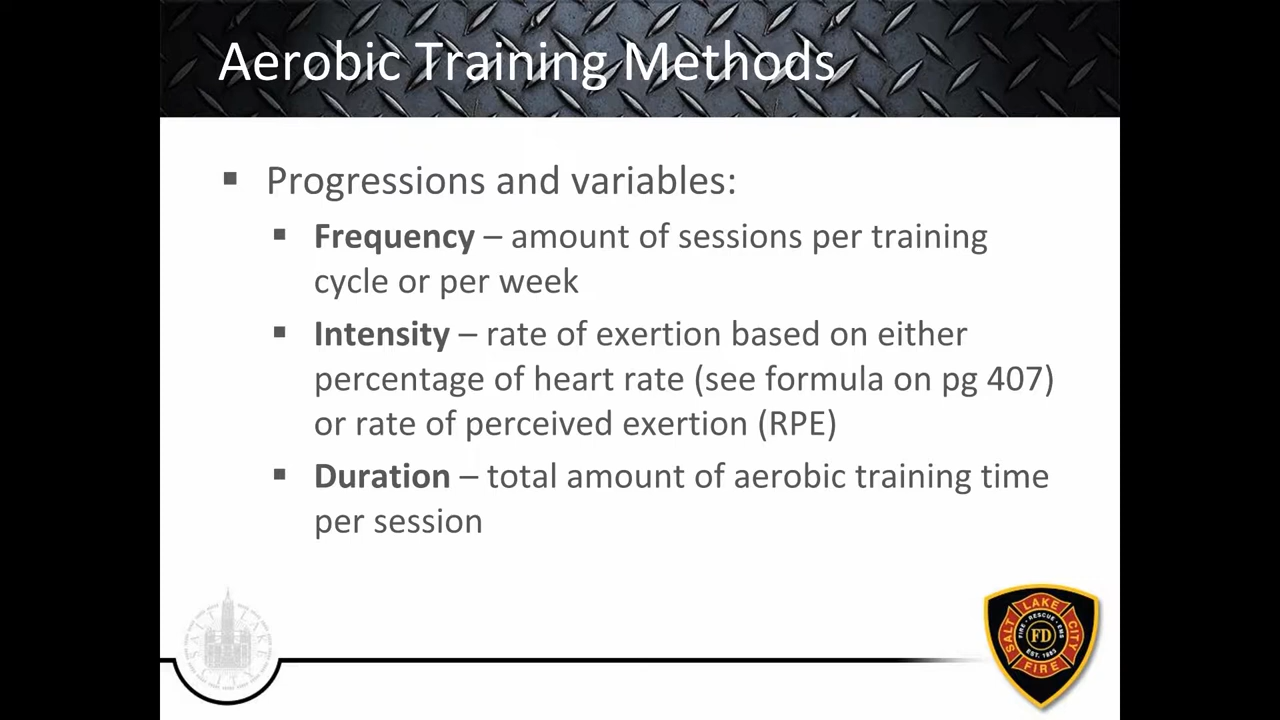 Aerobic Training Methods
▪ Progressions and variables:
▪ Frequency – amount of sessions per training
cycle or per week
▪ Intensity – rate of exertion based on either
percentage of heart rate (see formula on pg 407)
or rate of perceived exertion (RPE)
▪ Duration – total amount of aerobic training time
per session
SALT LAKE
CITY
SALT LAKE CITY
FIRE - RESCUE - EMS
FD
EST. 1883
FIRE